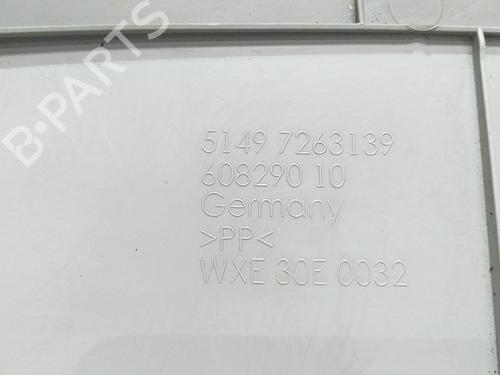 B-PARTS
5149 7263139
608290 10
Germany
>PP<
WXE 30E 0032